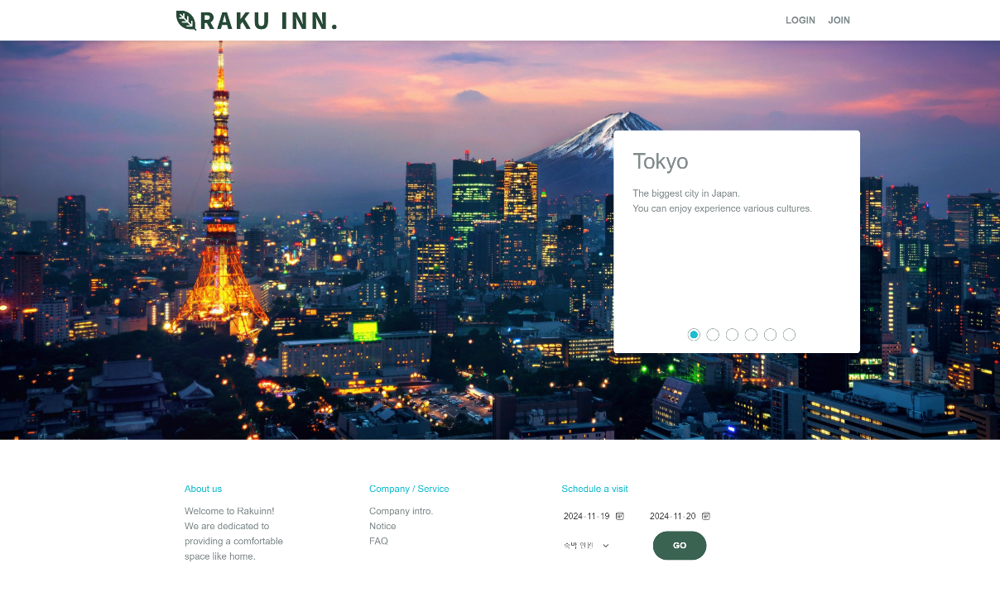 RAKU INN.
LOGIN
JOIN
Tokyo
The biggest city in Japan.
You can enjoy experience various cultures.
About us
Welcome to Rakuinn!
We are dedicated to
providing a comfortable
space like home.
Company / Service
Company intro.
Notice
FAQ
Schedule a visit
2024-11-19
2024-11-20
숙박 인원
GO